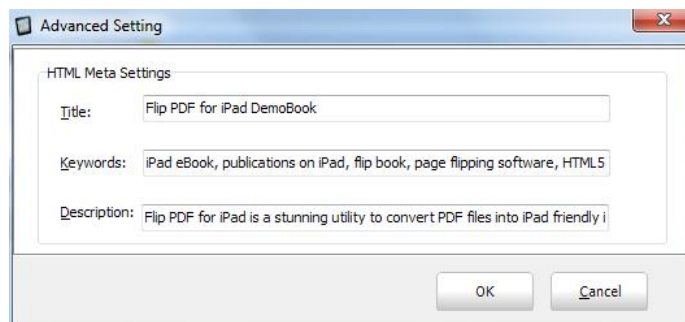 Advanced Setting
HTML Meta Settings
Title: Flip PDF for iPad DemoBook
Keywords: iPad eBook, publications on iPad, flip book, page flipping software, HTML5
Description: Flip PDF for iPad is a stunning utility to convert PDF files into iPad friendly i
OK Cancel